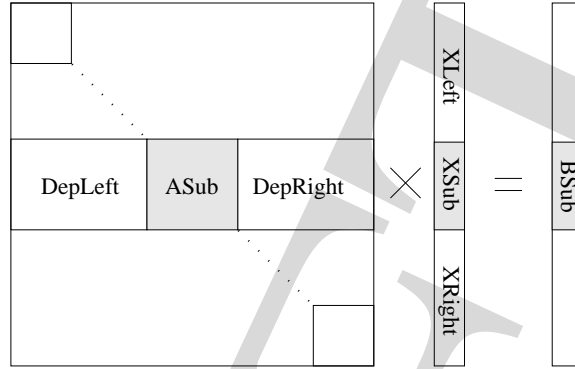 XLeft
DepLeft ASub DepRight × XSub = BSub
XRight